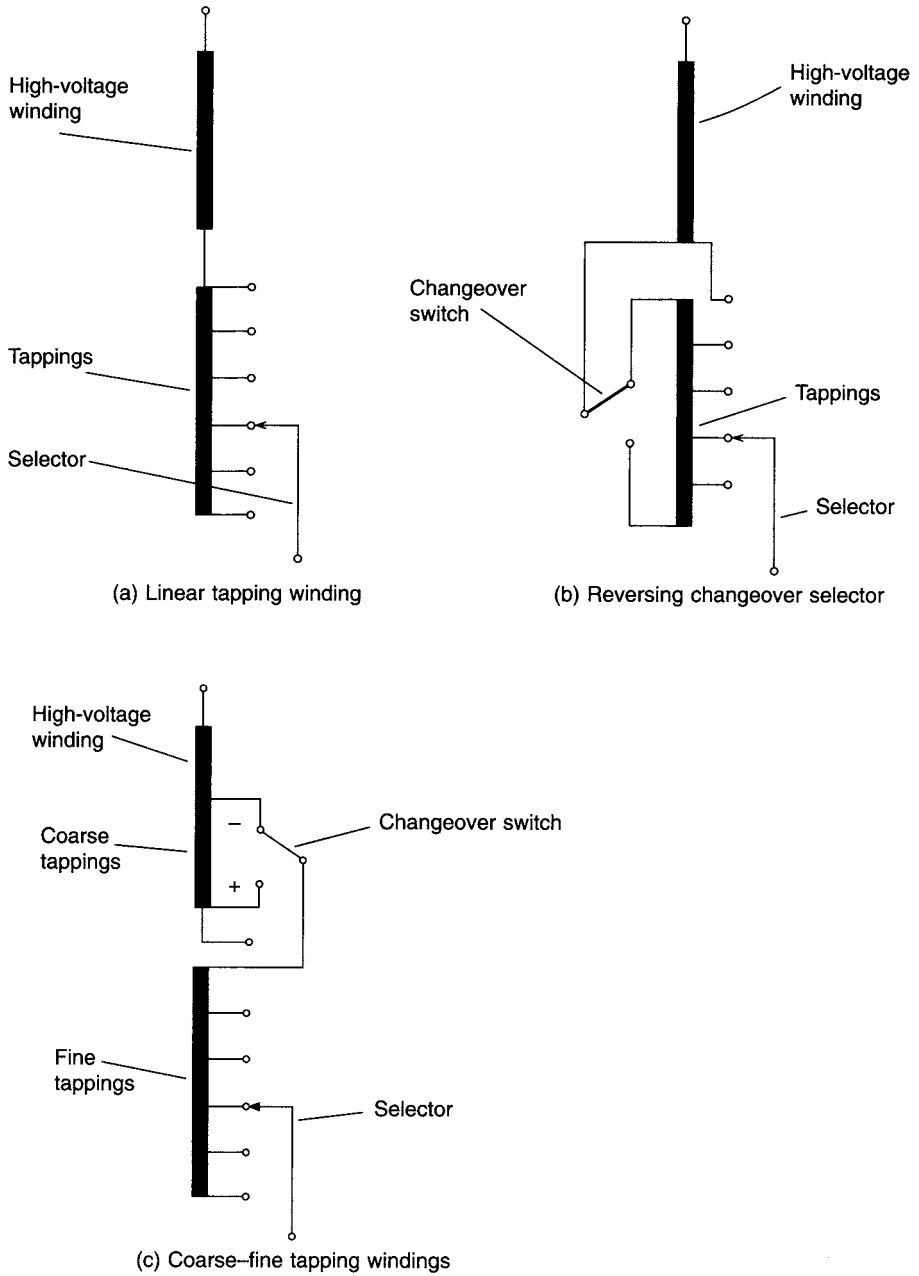 High-voltage
winding
Tappings
Selector
(a) Linear tapping winding
High-voltage
winding
Changeover
switch
Tappings
Selector
(b) Reversing changeover selector
High-voltage
winding
Coarse
tappings
−
+
Changeover switch
Fine
tappings
Selector
(c) Coarse–fine tapping windings